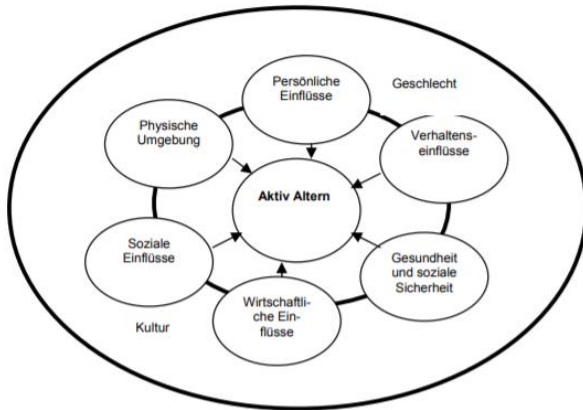 Persönliche
Einflüsse
Geschlecht
Physische
Umgebung
Verhaltens-
einflüsse
Aktiv Altern
Soziale
Einflüsse
Gesundheit
und soziale
Sicherheit
Wirtschaftli-
che Ein-
flüsse
Kultur